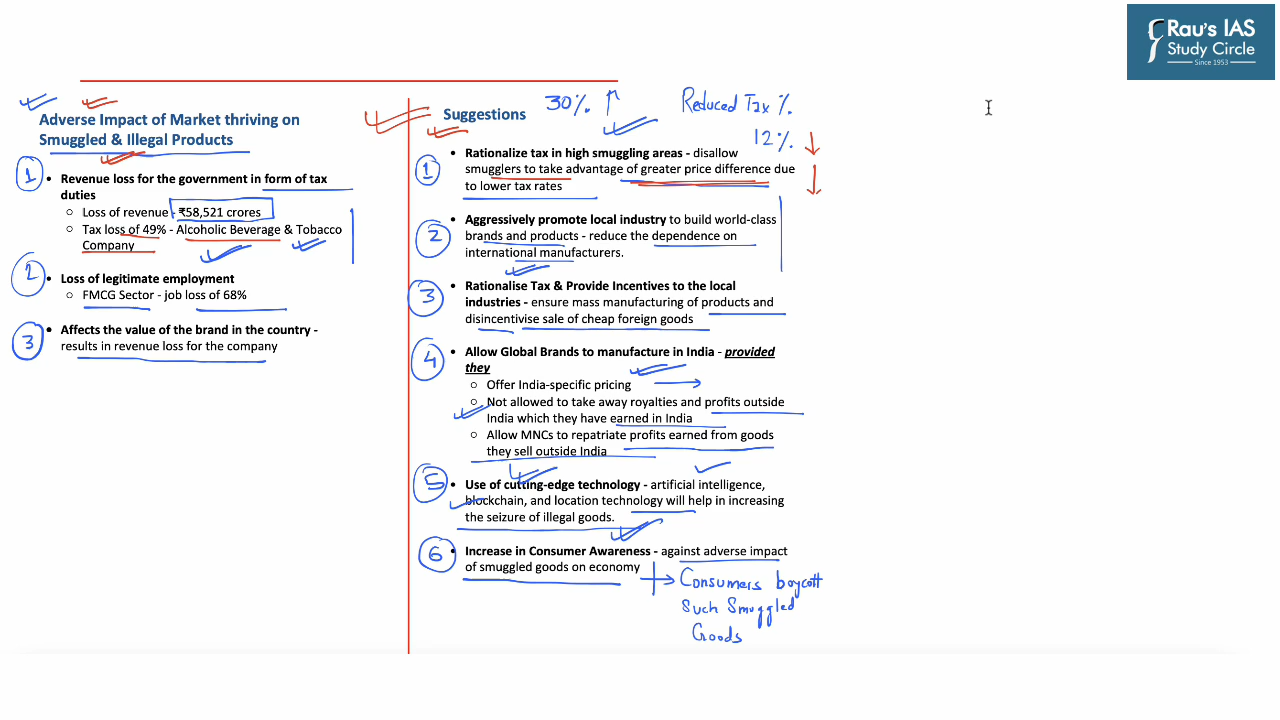 Rau's IAS
Study Circle
Since 1953
Adverse Impact of Market thriving on
Smuggled & Illegal Products
1
• Revenue loss for the government in form of tax
duties
○ Loss of revenue - ₹58,521 crores
○ Tax loss of 49% - Alcoholic Beverage & Tobacco
Company
2
• Loss of legitimate employment
○ FMCG Sector - job loss of 68%
3
• Affects the value of the brand in the country -
results in revenue loss for the company
Suggestions
30% ↑
Reduced Tax %.
12% ↓
1
• Rationalize tax in high smuggling areas - disallow
smugglers to take advantage of greater price difference due
to lower tax rates
2
• Aggressively promote local industry to build world-class
brands and products - reduce the dependence on
international manufacturers.
3
• Rationalise Tax & Provide Incentives to the local
industries - ensure mass manufacturing of products and
disincentivise sale of cheap foreign goods
4
• Allow Global Brands to manufacture in India - provided
they
○ Offer India-specific pricing
○ Not allowed to take away royalties and profits outside
India which they have earned in India
○ Allow MNCs to repatriate profits earned from goods
they sell outside India
5
• Use of cutting-edge technology - artificial intelligence,
blockchain, and location technology will help in increasing
the seizure of illegal goods.
6
• Increase in Consumer Awareness - against adverse impact
of smuggled goods on economy
→ Consumers boycott
Such Smuggled
Goods